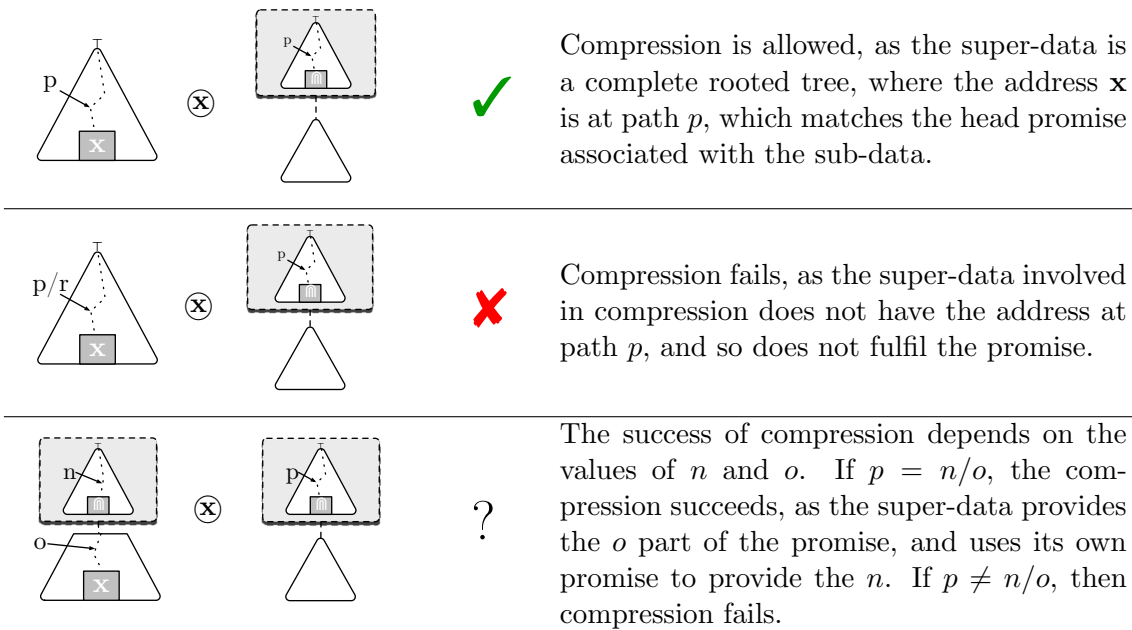 ⊤
p
x
ⓧ
p
⋒
✓
Compression is allowed, as the super-data is
a complete rooted tree, where the address x
is at path p, which matches the head promise
associated with the sub-data.
⊤
p/r
x
ⓧ
p
⋒
✘
Compression fails, as the super-data involved
in compression does not have the address at
path p, and so does not fulfil the promise.
n
⋒
o
x
ⓧ
p
⋒
?
The success of compression depends on the
values of n and o. If p = n/o, the com-
pression succeeds, as the super-data provides
the o part of the promise, and uses its own
promise to provide the n. If p ≠ n/o, then
compression fails.